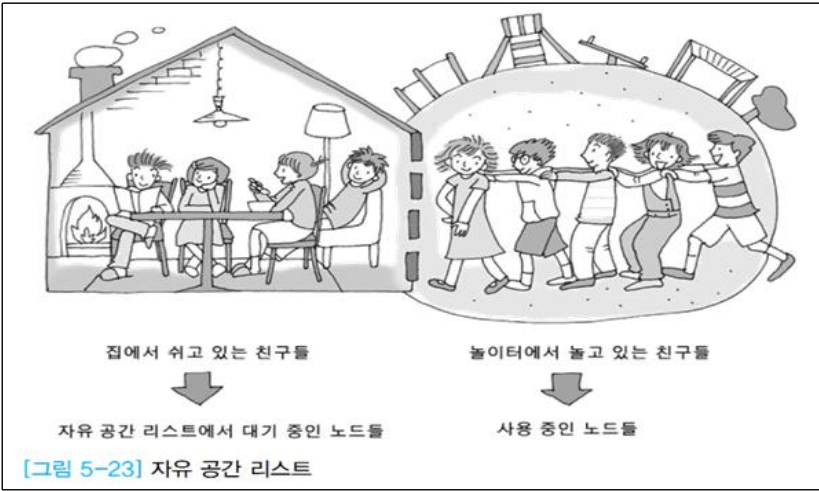 집에서 쉬고 있는 친구들
놀이터에서 놀고 있는 친구들
자유 공간 리스트에서 대기 중인 노드들
사용 중인 노드들
[그림 5-23] 자유 공간 리스트